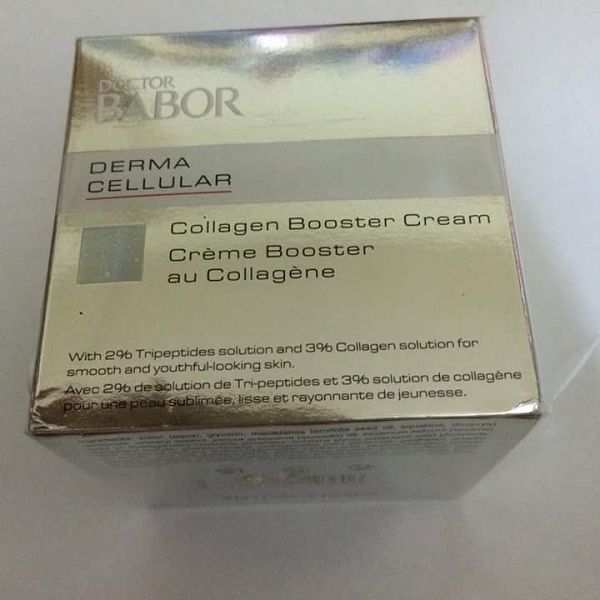 DOCTOR
BABOR
DERMA
CELLULAR
Collagen Booster Cream
Crème Booster
au Collagène
With 2% Tripeptides solution and 3% Collagen solution for
smooth and youthful-looking skin.
Avec 2% de solution de Tri-peptides et 3% solution de collagène
pour une peau sublimée, lisse et rayonnante de jeunesse.